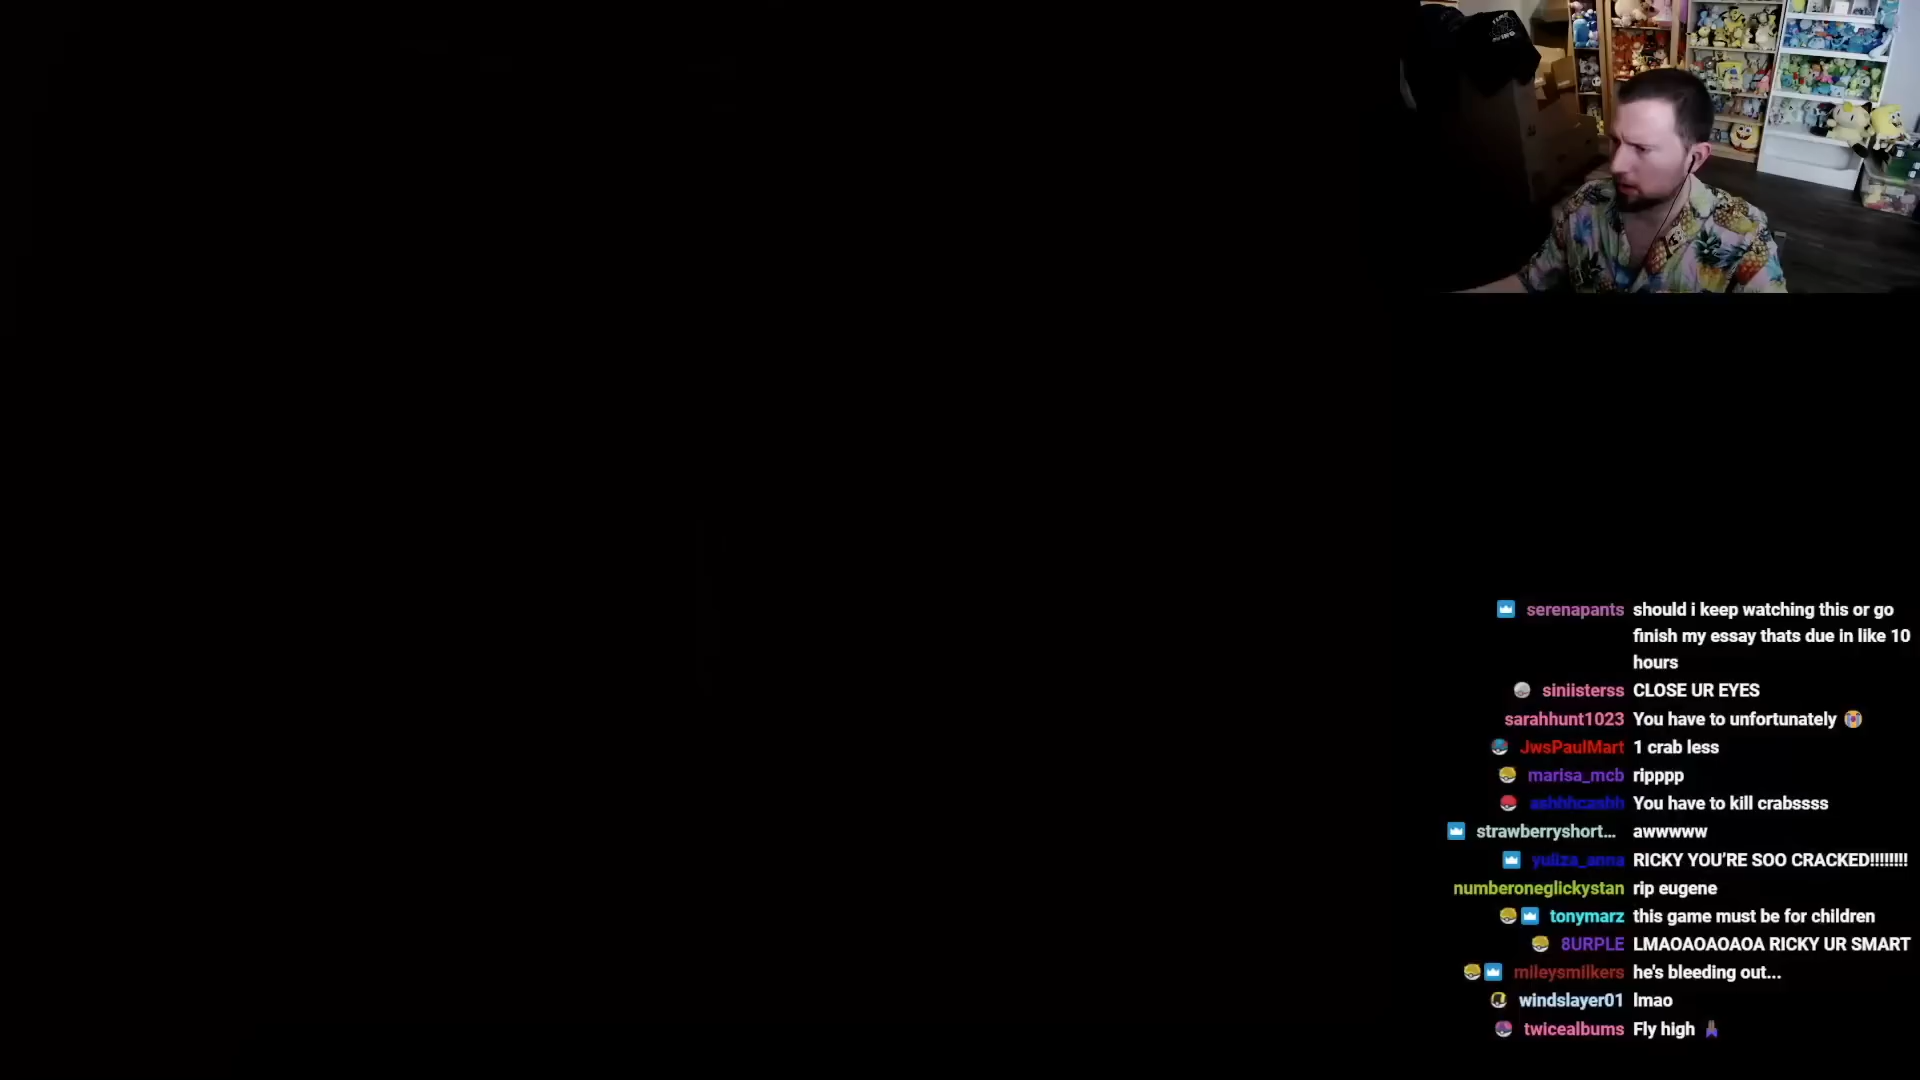 serenapants should i keep watching this or go
finish my essay thats due in like 10
hours
siniisterss CLOSE UR EYES
sarahhunt1023 You have to unfortunately
JwsPaulMart 1 crab less
marisa_mcb ripppp
ashhhcashh You have to kill crabssss
strawberryshort... awwwww
yuliza_anna RICKY YOU'RE SOO CRACKED!!!!!!!!
numberoneglickystan rip eugene
tonymarz this game must be for children
8URPLE LMAOAOAOAOA RICKY UR SMART
mileysmilkers he's bleeding out...
windslayer01 lmao
twicealbums Fly high